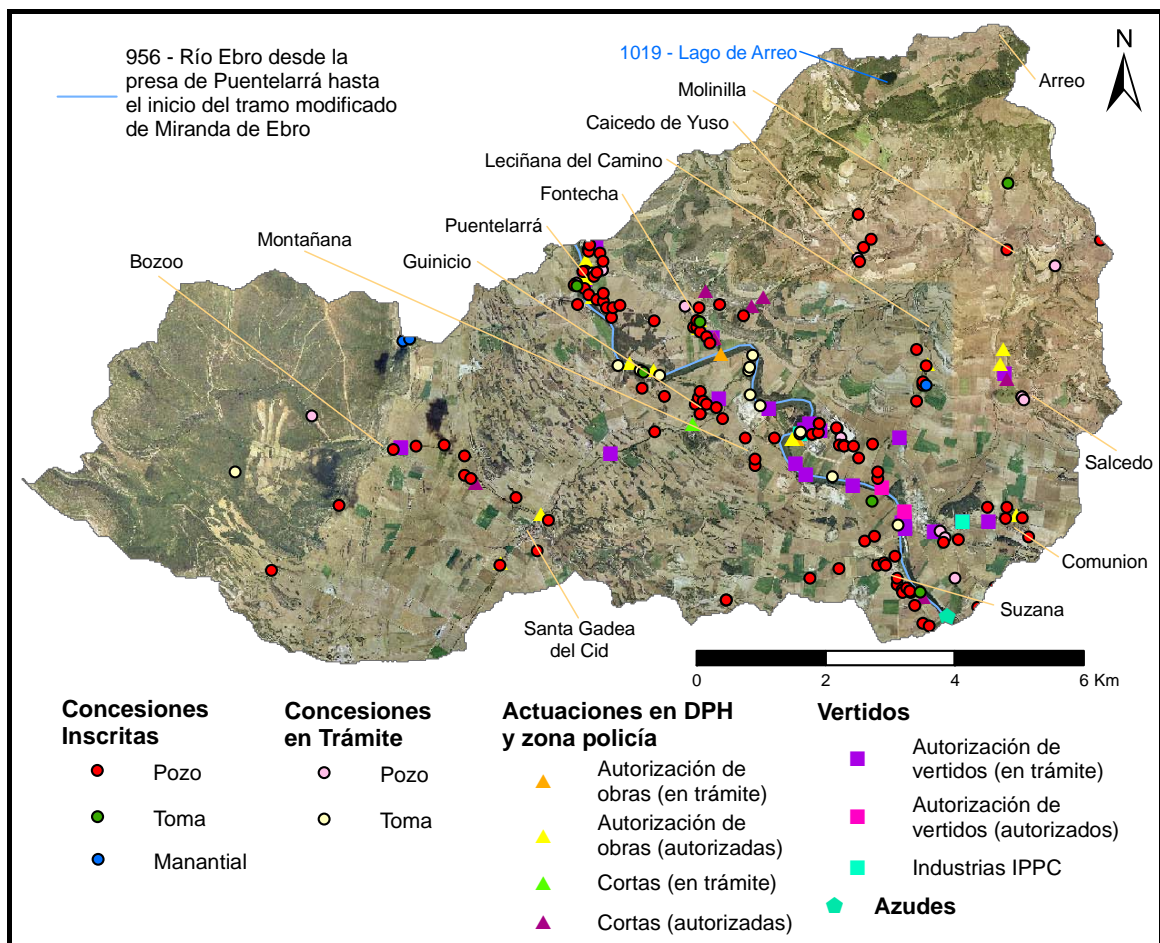 956 - Río Ebro desde la
presa de Puentelarrá hasta
el inicio del tramo modificado
de Miranda de Ebro
1019 - Lago de Arreo
N
Arreo
Molinilla
Caicedo de Yuso
Leciñana del Camino
Fontecha
Puentelarrá
Montañana
Guinicio
Bozoo
Salcedo
Comunion
Suzana
Santa Gadea
del Cid
0
2
4
6 Km
Concesiones
Inscritas
Pozo
Toma
Manantial
Concesiones
en Trámite
Pozo
Toma
Actuaciones en DPH
y zona policía
Autorización de
obras (en trámite)
Autorización de
obras (autorizadas)
Cortas (en trámite)
Cortas (autorizadas)
Vertidos
Autorización de
vertidos (en trámite)
Autorización de
vertidos (autorizados)
Industrias IPPC
Azudes